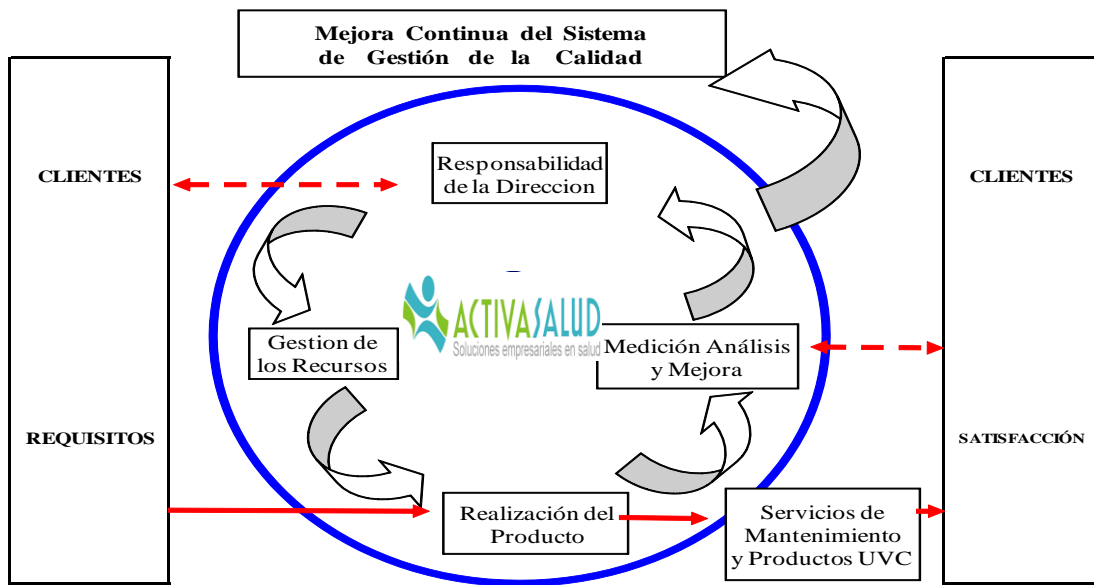 Mejora Continua del Sistema
de Gestión de la Calidad
CLIENTES
REQUISITOS
Responsabilidad
de la Direccion
Gestion de
los Recursos
ACTIVASALUD
Soluciones empresariales en salud
Medición Análisis
y Mejora
Realización del
Producto
Servicios de
Mantenimiento
y Productos UVC
CLIENTES
SATISFACCIÓN